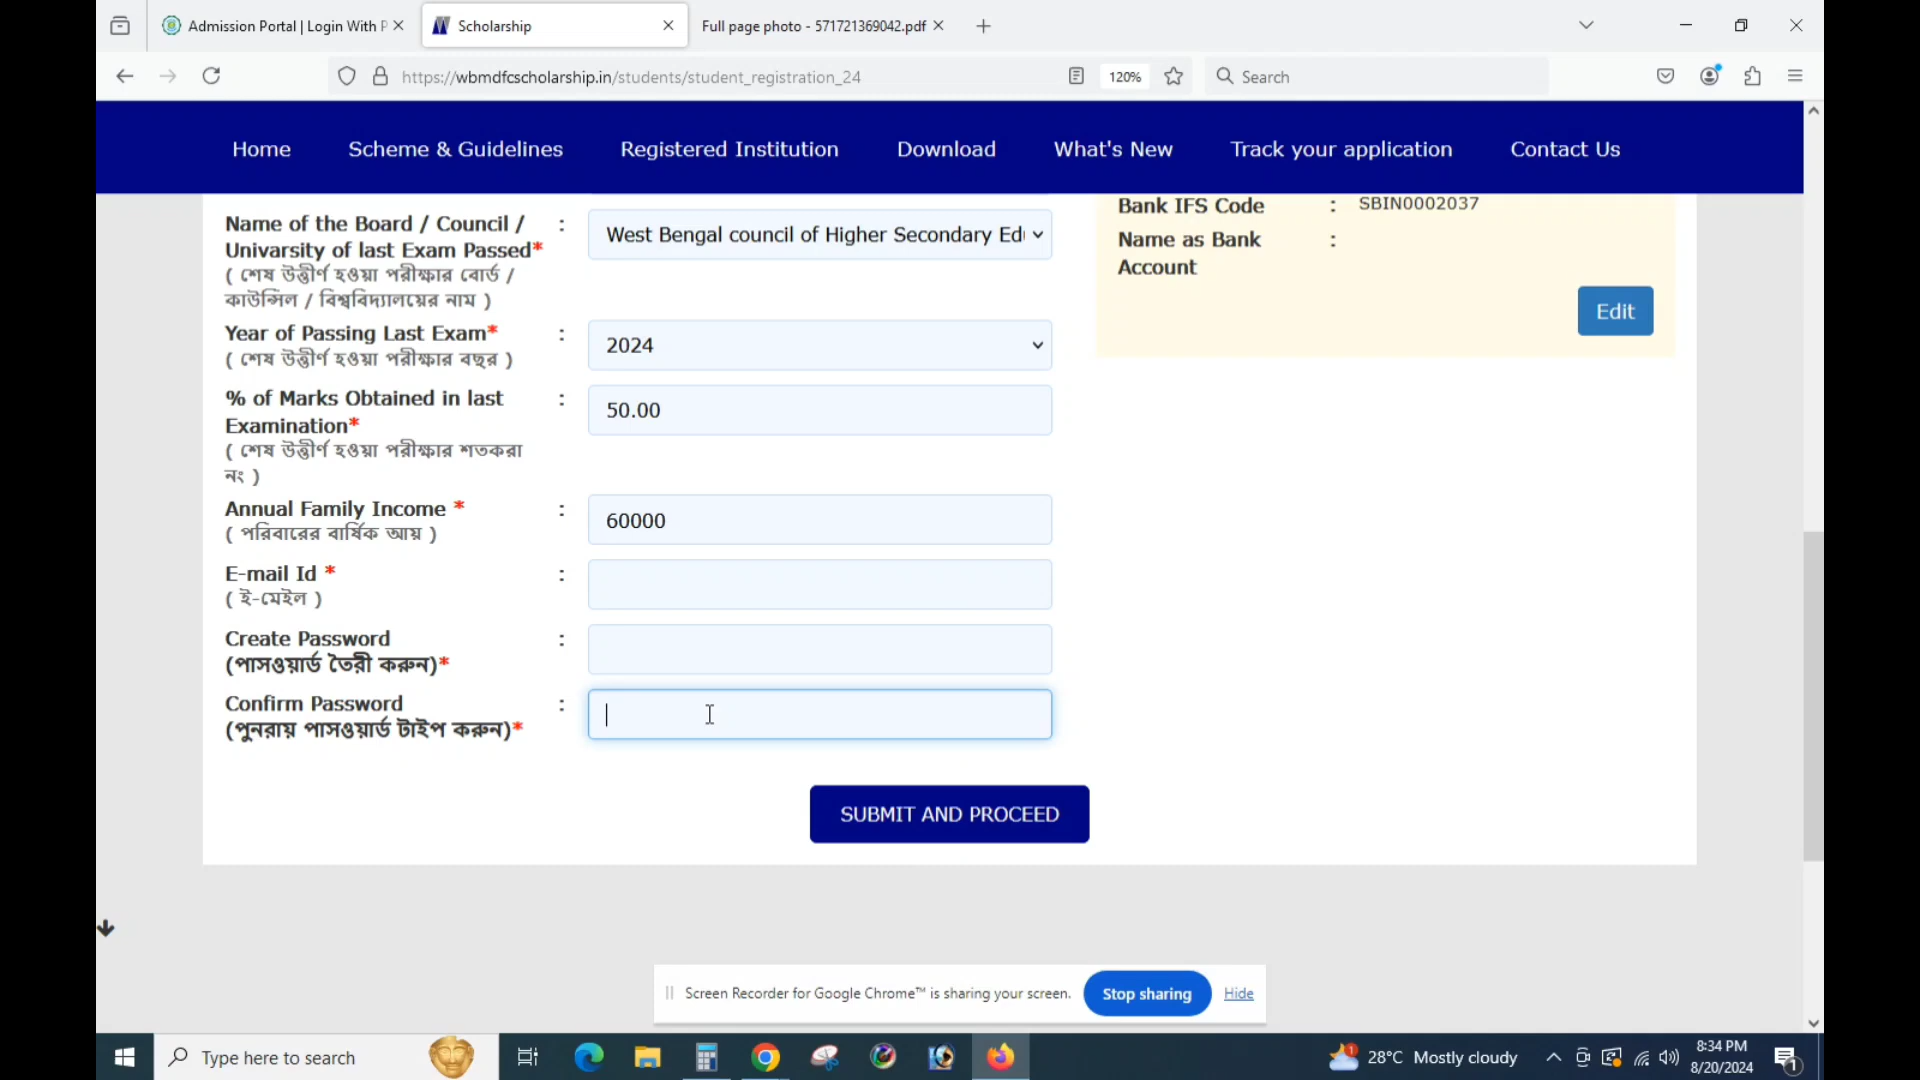 Admission Portal | Login With P
Scholarship
Full page photo - 571721369042.pdf
https://wbmdfcscholarship.in/students/student_registration_24
120%
Search
Home
Scheme & Guidelines
Registered Institution
Download
What's New
Track your application
Contact Us
Name of the Board / Council /
Univarsity of last Exam Passed*
( শেষ উত্তীর্ণ হওয়া পরীক্ষার বোর্ড /
কাউন্সিল / বিশ্ববিদ্যালয়ের নাম )
:
West Bengal council of Higher Secondary Edu
Year of Passing Last Exam*
( শেষ উত্তীর্ণ হওয়া পরীক্ষার বছর )
:
2024
% of Marks Obtained in last
Examination*
( শেষ উত্তীর্ণ হওয়া পরীক্ষার শতকরা
নং )
:
50.00
Annual Family Income *
( পরিবারের বার্ষিক আয় )
:
60000
E-mail Id *
( ই-মেইল )
:
Create Password
(পাসওয়ার্ড তৈরী করুন)*
:
Confirm Password
(পুনরায় পাসওয়ার্ড টাইপ করুন)*
:
Bank IFS Code : SBIN0002037
Name as Bank :
Account
Edit
SUBMIT AND PROCEED
Screen Recorder for Google Chrome™ is sharing your screen.
Stop sharing
Hide
Type here to search
28°C Mostly cloudy
8:34 PM
8/20/2024
1